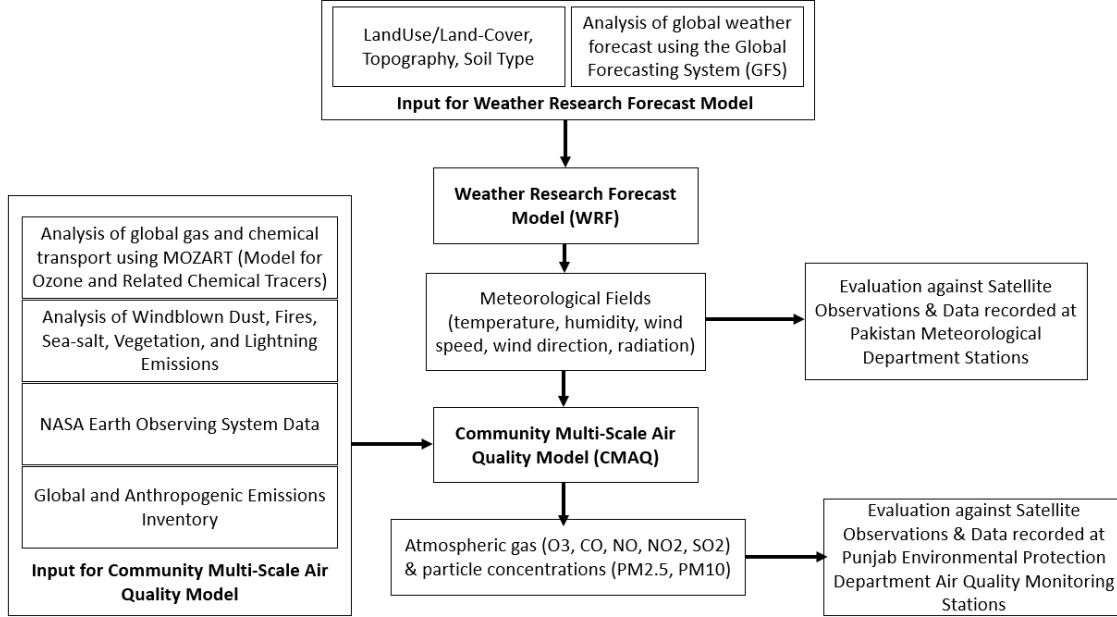 LandUse/Land-Cover,
Topography, Soil Type
Analysis of global weather
forecast using the Global
Forecasting System (GFS)
Input for Weather Research Forecast Model
Weather Research Forecast
Model (WRF)
Analysis of global gas and chemical
transport using MOZART (Model for
Ozone and Related Chemical Tracers)
Analysis of Windblown Dust, Fires,
Sea-salt, Vegetation, and Lightning
Emissions
NASA Earth Observing System Data
Global and Anthropogenic Emissions
Inventory
Input for Community Multi-Scale Air
Quality Model
Meteorological Fields
(temperature, humidity, wind
speed, wind direction, radiation)
Evaluation against Satellite
Observations & Data recorded at
Pakistan Meteorological
Department Stations
Community Multi-Scale Air
Quality Model (CMAQ)
Atmospheric gas (O3, CO, NO, NO2, SO2)
& particle concentrations (PM2.5, PM10)
Evaluation against Satellite
Observations & Data recorded at
Punjab Environmental Protection
Department Air Quality Monitoring
Stations